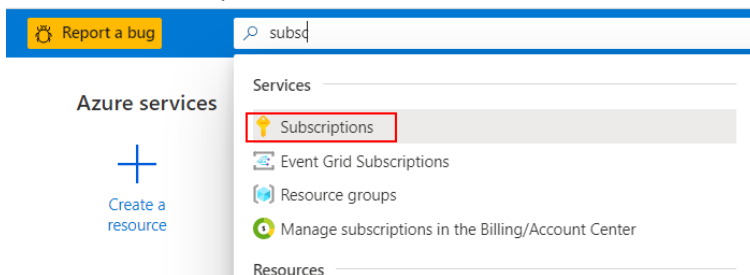 Report a bug
subsc
Services
Azure services
Subscriptions
Event Grid Subscriptions
Resource groups
Create a
resource
Manage subscriptions in the Billing/Account Center
Resources